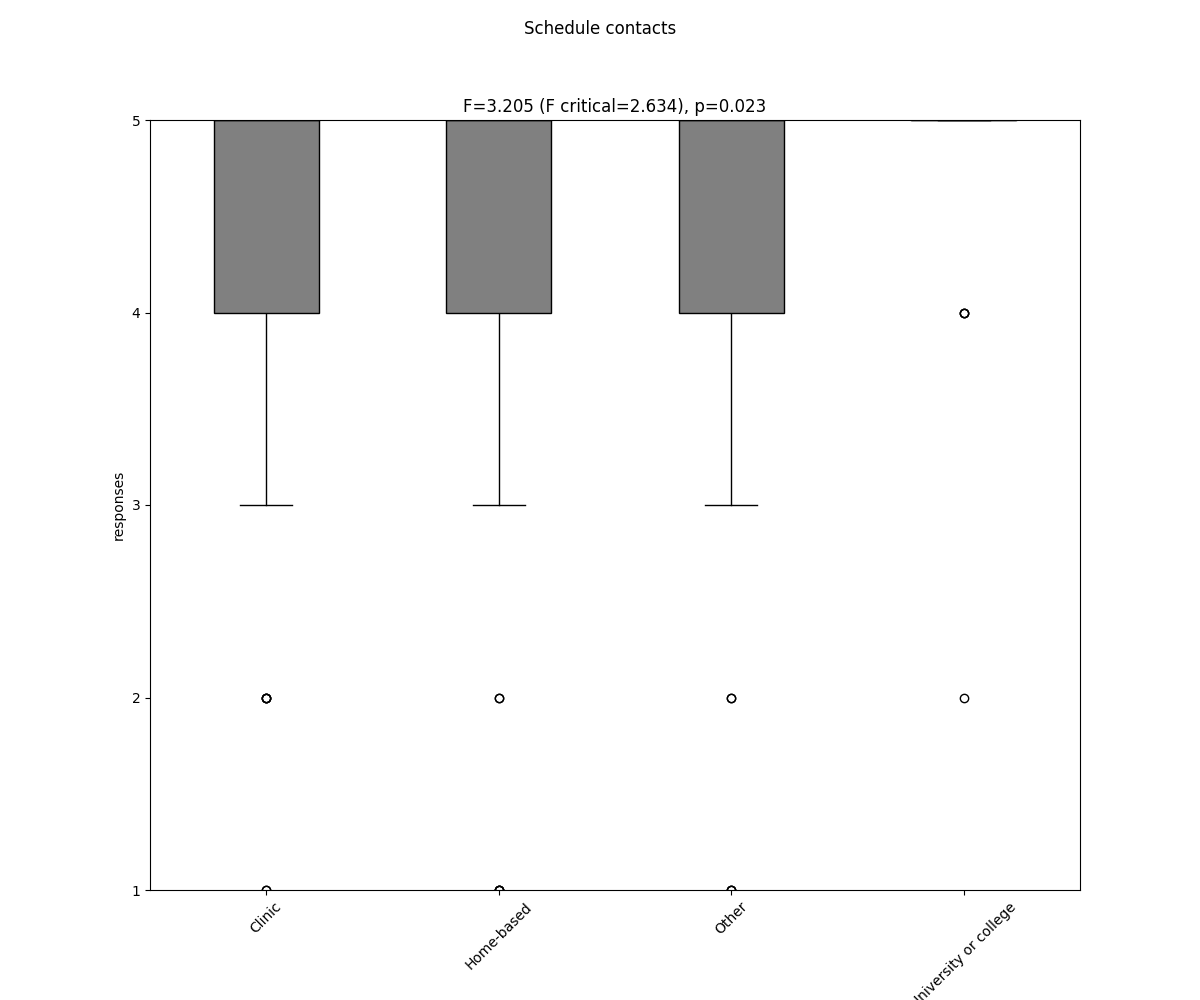 Schedule contacts
F=3.205 (F critical=2.634), p=0.023
5
4
3
2
1
responses
Clinic
Home-based
Other
or college